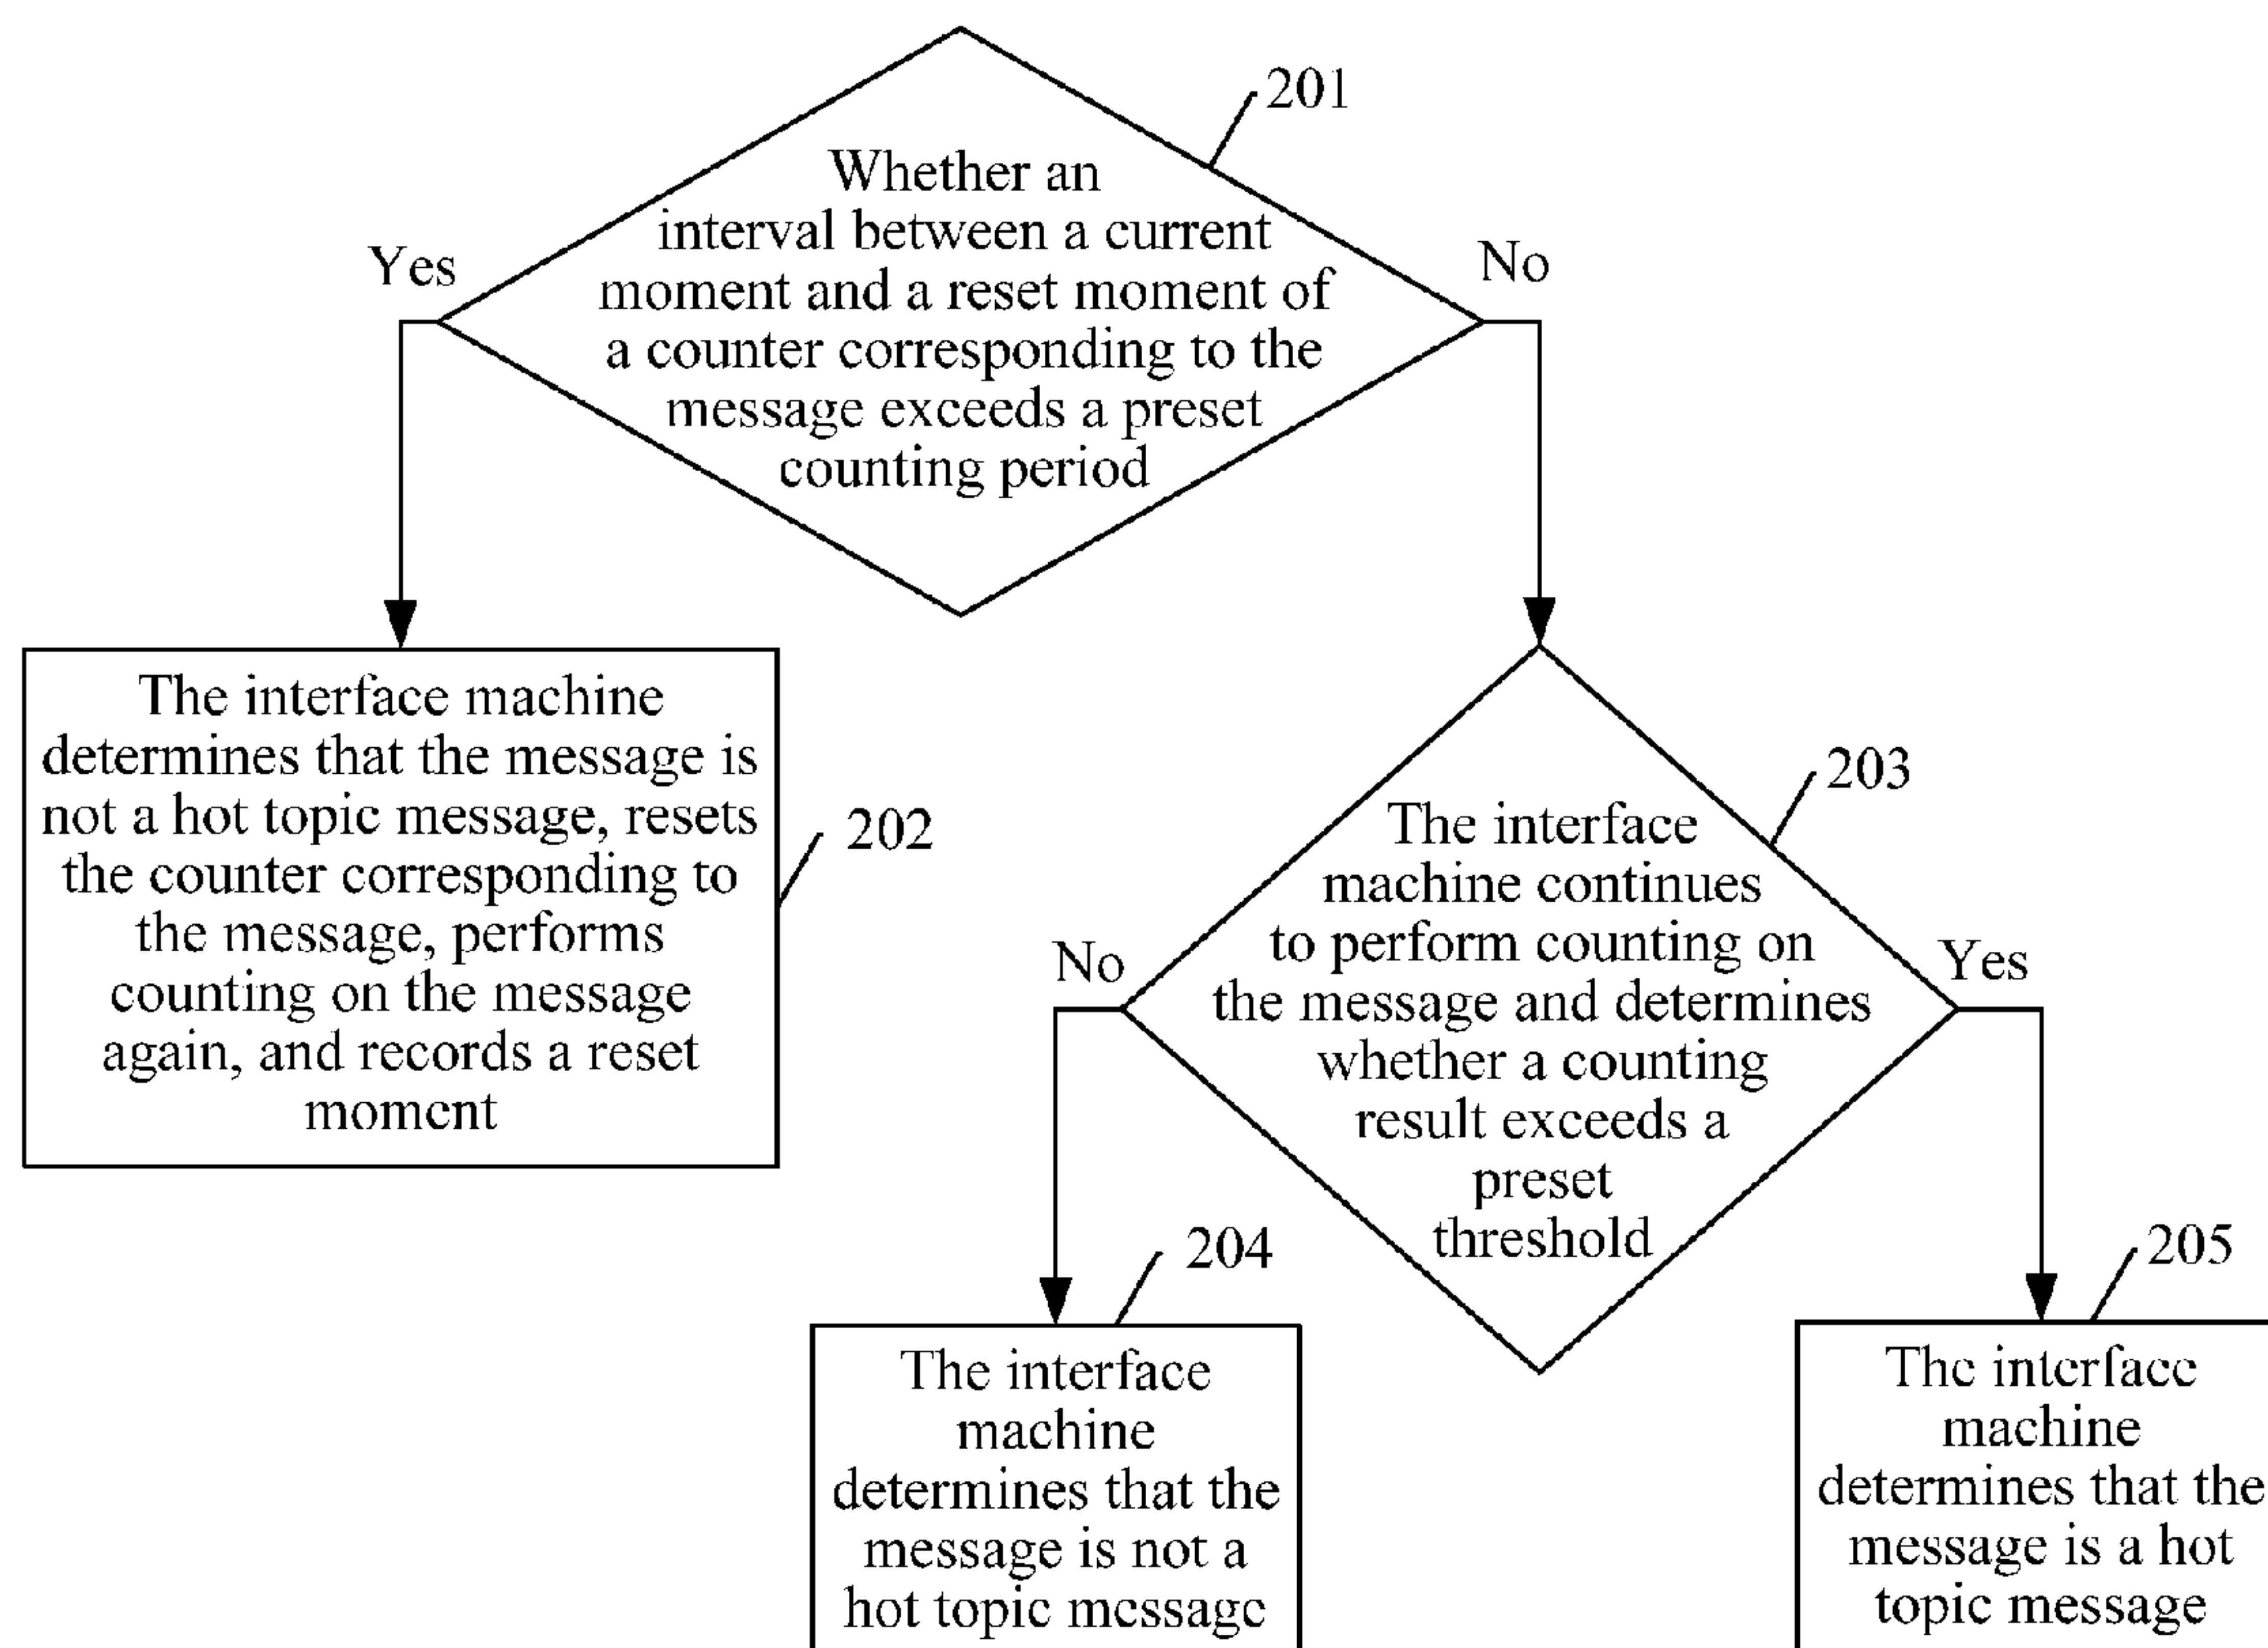 201
Whether an
interval between a current
moment and a reset moment of
a counter corresponding to the
message exceeds a preset
counting period
Yes
No
The interface machine
determines that the message is
not a hot topic message, resets
the counter corresponding to
the message, performs
counting on the message
again, and records a reset
moment
202
203
The interface
machine continues
to perform counting on
the message and determines
whether a counting
result exceeds a
preset
threshold
No
Yes
204
The interface
machine
determines that the
message is not a
hot topic message
205
The interface
machine
determines that the
message is a hot
topic message